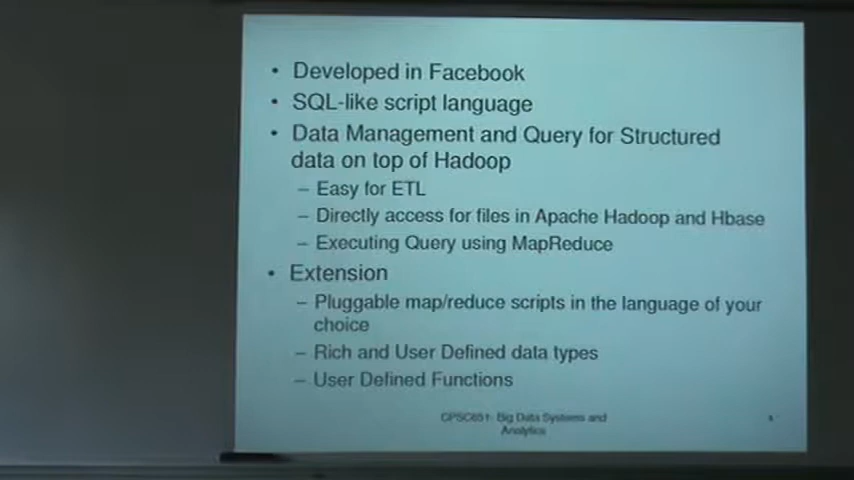 • Developed in Facebook
• SQL-like script language
• Data Management and Query for Structured
data on top of Hadoop
– Easy for ETL
– Directly access for files in Apache Hadoop and Hbase
– Executing Query using MapReduce
• Extension
– Pluggable map/reduce scripts in the language of your
choice
– Rich and User Defined data types
– User Defined Functions
CPSC651: Big Data Systems and
Analytics